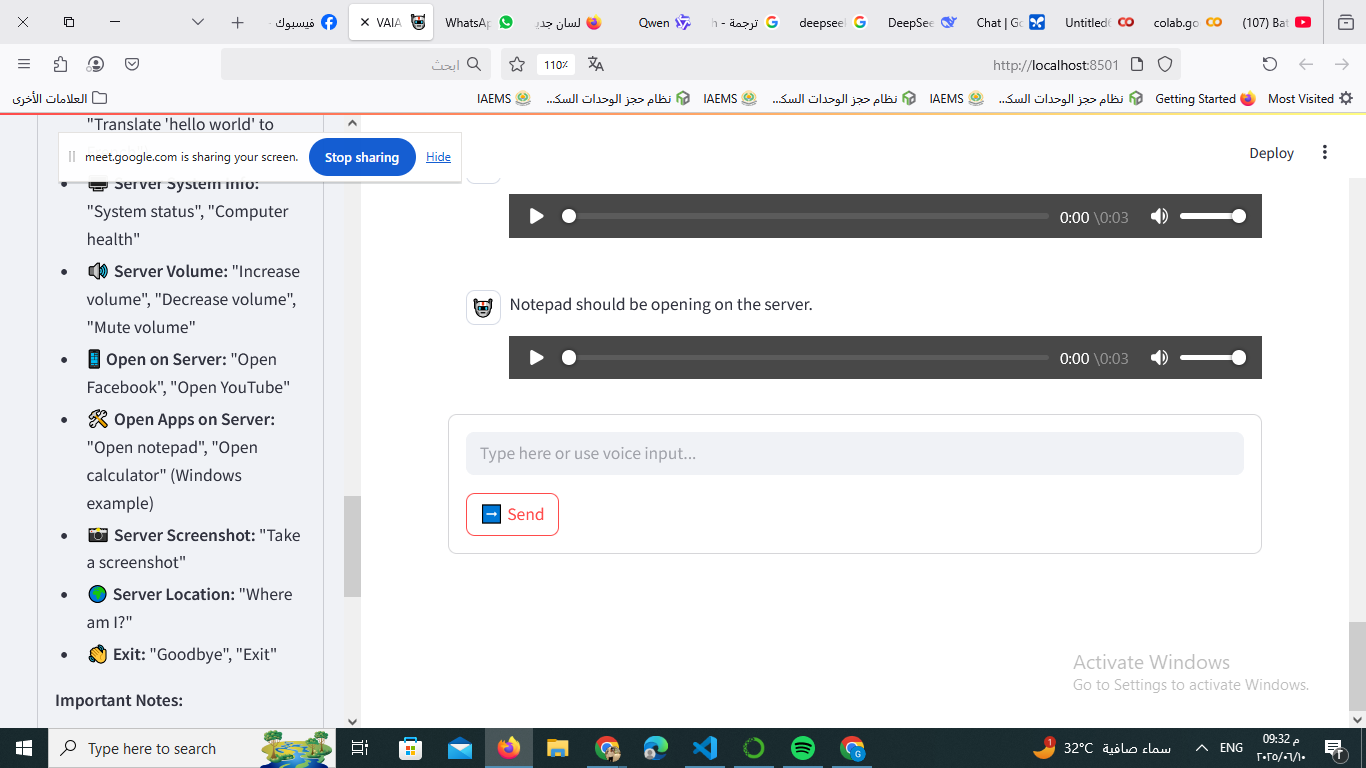 فيسبوك
VAIA
WhatsAp
لسان جدي
Qwen
ترجمة - h
deepseel
DeepSee
Chat | Go
Untitled6
colab.go
(107) Bat
110٪
ابحث
http://localhost:8501
العلامات الأخرى
IAEMS
نظام حجز الوحدات السك...
IAEMS
نظام حجز الوحدات السك...
IAEMS
نظام حجز الوحدات السك...
Getting Started
Most Visited
"Translate 'hello world' to
meet.google.com is sharing your screen.
Stop sharing
Hide
Server System Info:
"System status", "Computer
health"
Server Volume: "Increase
volume", "Decrease volume",
"Mute volume"
Open on Server: "Open
Facebook", "Open YouTube"
Open Apps on Server:
"Open notepad", "Open
calculator" (Windows
example)
Server Screenshot: "Take
a screenshot"
Server Location: "Where
am I?"
Exit: "Goodbye", "Exit"
Important Notes:
Deploy
0:00 \0:03
Notepad should be opening on the server.
0:00 \0:03
Type here or use voice input...
Send
Activate Windows
Go to Settings to activate Windows.
Type here to search
1
32°C سماء صافية
ENG
09:32 م
٢٠٢٥/٠٦/١٠